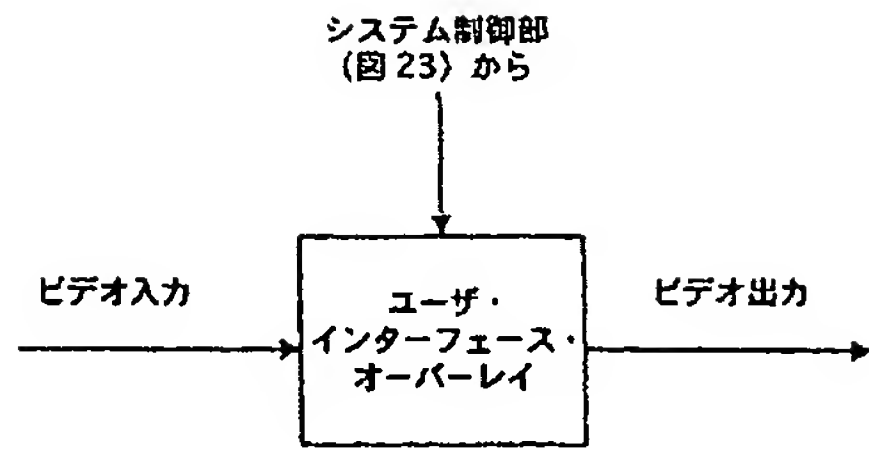 システム制御部
(図23) から
ビデオ入力
ユーザ・
インターフェース・
オーバーレイ
ビデオ出力